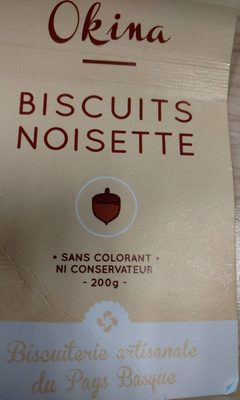 Okina
BISCUITS
NOISETTE
• SANS COLORANT •
NI CONSERVATEUR
- 200g -
Biscuiterie artisanale
du Pays Basque